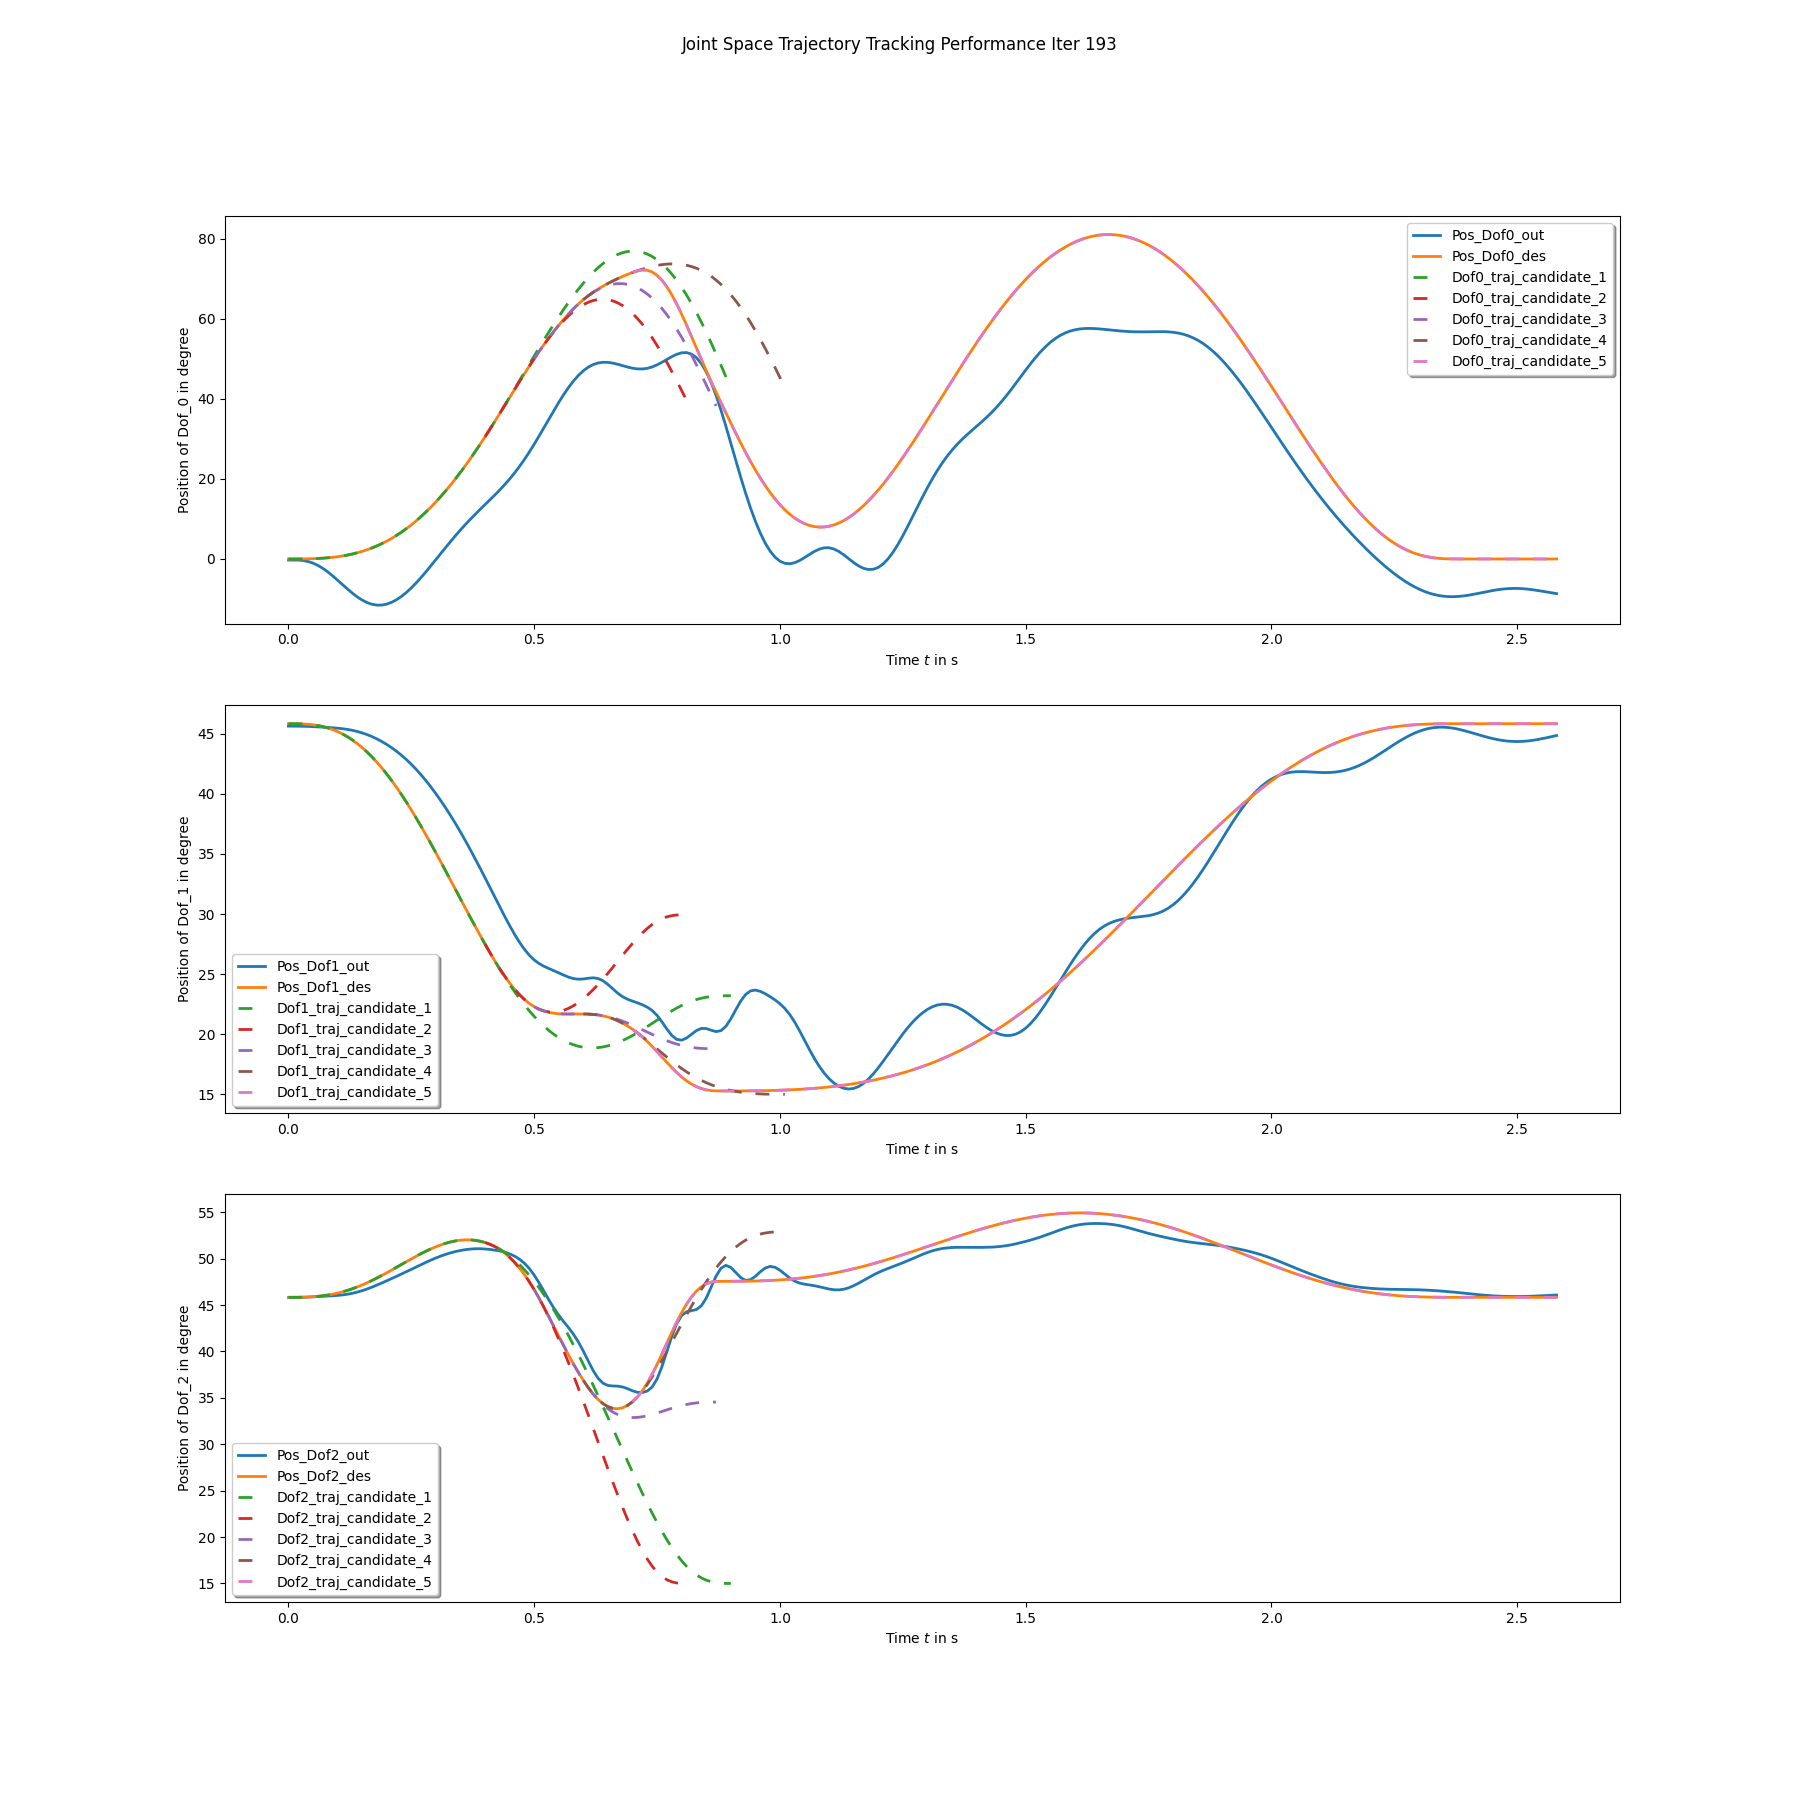 Joint Space Trajectory Tracking Performance Iter 193
Position of Dof_0 in degree
80
60
40
20
0
0.0 0.5 1.0 1.5 2.0 2.5
Time t in s
Pos_Dof0_out
Pos_Dof0_des
Dof0_traj_candidate_1
Dof0_traj_candidate_2
Dof0_traj_candidate_3
Dof0_traj_candidate_4
Dof0_traj_candidate_5
Position of Dof_1 in degree
45
40
35
30
25
20
15
0.0 0.5 1.0 1.5 2.0 2.5
Time t in s
Pos_Dof1_out
Pos_Dof1_des
Dof1_traj_candidate_1
Dof1_traj_candidate_2
Dof1_traj_candidate_3
Dof1_traj_candidate_4
Dof1_traj_candidate_5
Position of Dof_2 in degree
55
50
45
40
35
30
25
20
15
0.0 0.5 1.0 1.5 2.0 2.5
Time t in s
Pos_Dof2_out
Pos_Dof2_des
Dof2_traj_candidate_1
Dof2_traj_candidate_2
Dof2_traj_candidate_3
Dof2_traj_candidate_4
Dof2_traj_candidate_5